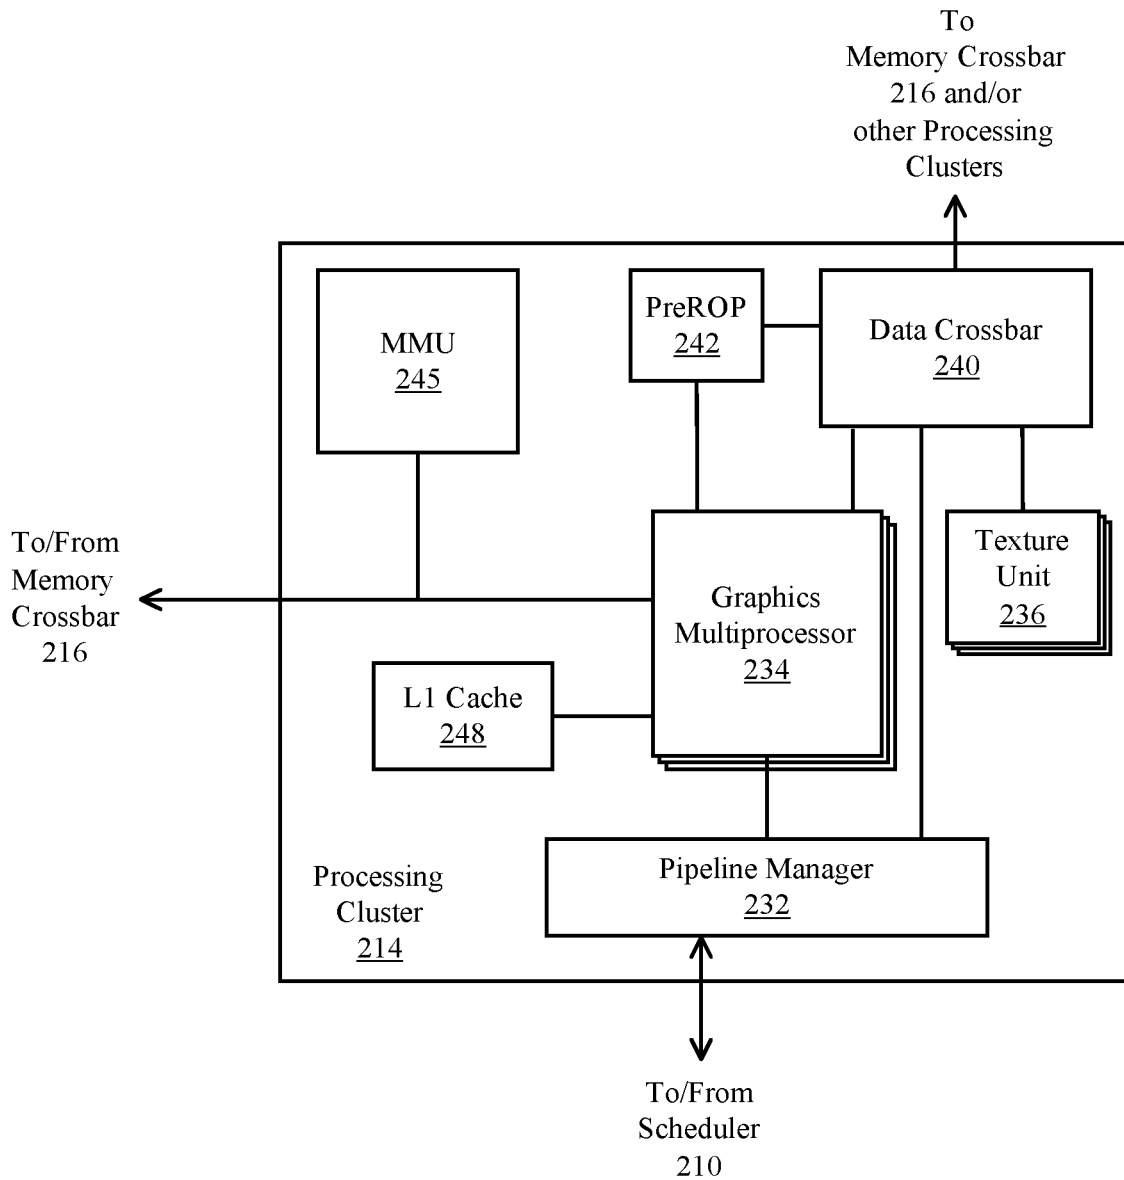 To
Memory Crossbar
216 and/or
other Processing
Clusters
MMU
245
PreROP
242
Data Crossbar
240
To/From
Memory
Crossbar
216
Graphics
Multiprocessor
234
Texture
Unit
236
L1 Cache
248
Pipeline Manager
232
Processing
Cluster
214
To/From
Scheduler
210